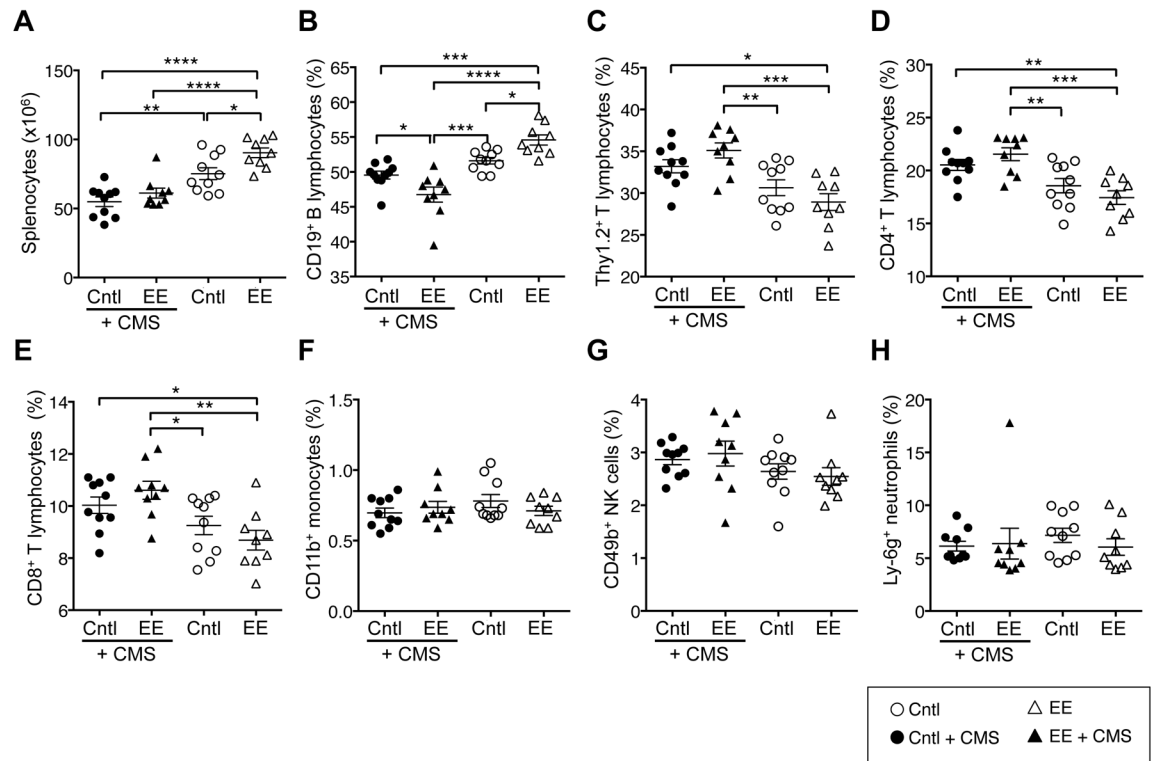 A
Splenocytes (x10⁶)
150
100
50
0
****
****
**
*
Cntl EE Cntl EE
+ CMS
B
CD19⁺ B lymphocytes (%)
65
60
55
50
45
40
35
***
****
*
*
***
Cntl EE Cntl EE
+ CMS
C
Thy1.2⁺ T lymphocytes (%)
45
40
35
30
25
20
*
***
**
Cntl EE Cntl EE
+ CMS
D
CD4⁺ T lymphocytes (%)
30
25
20
15
10
**
***
**
Cntl EE Cntl EE
+ CMS
E
CD8⁺ T lymphocytes (%)
14
12
10
8
6
*
**
*
Cntl EE Cntl EE
+ CMS
F
CD11b⁺ monocytes (%)
1.5
1.0
0.5
0.0
Cntl EE Cntl EE
+ CMS
G
CD49b⁺ NK cells (%)
4
3
2
1
0
Cntl EE Cntl EE
+ CMS
H
Ly-6g⁺ neutrophils (%)
20
15
10
5
0
Cntl EE Cntl EE
+ CMS
Cntl EE
Cntl + CMS EE + CMS